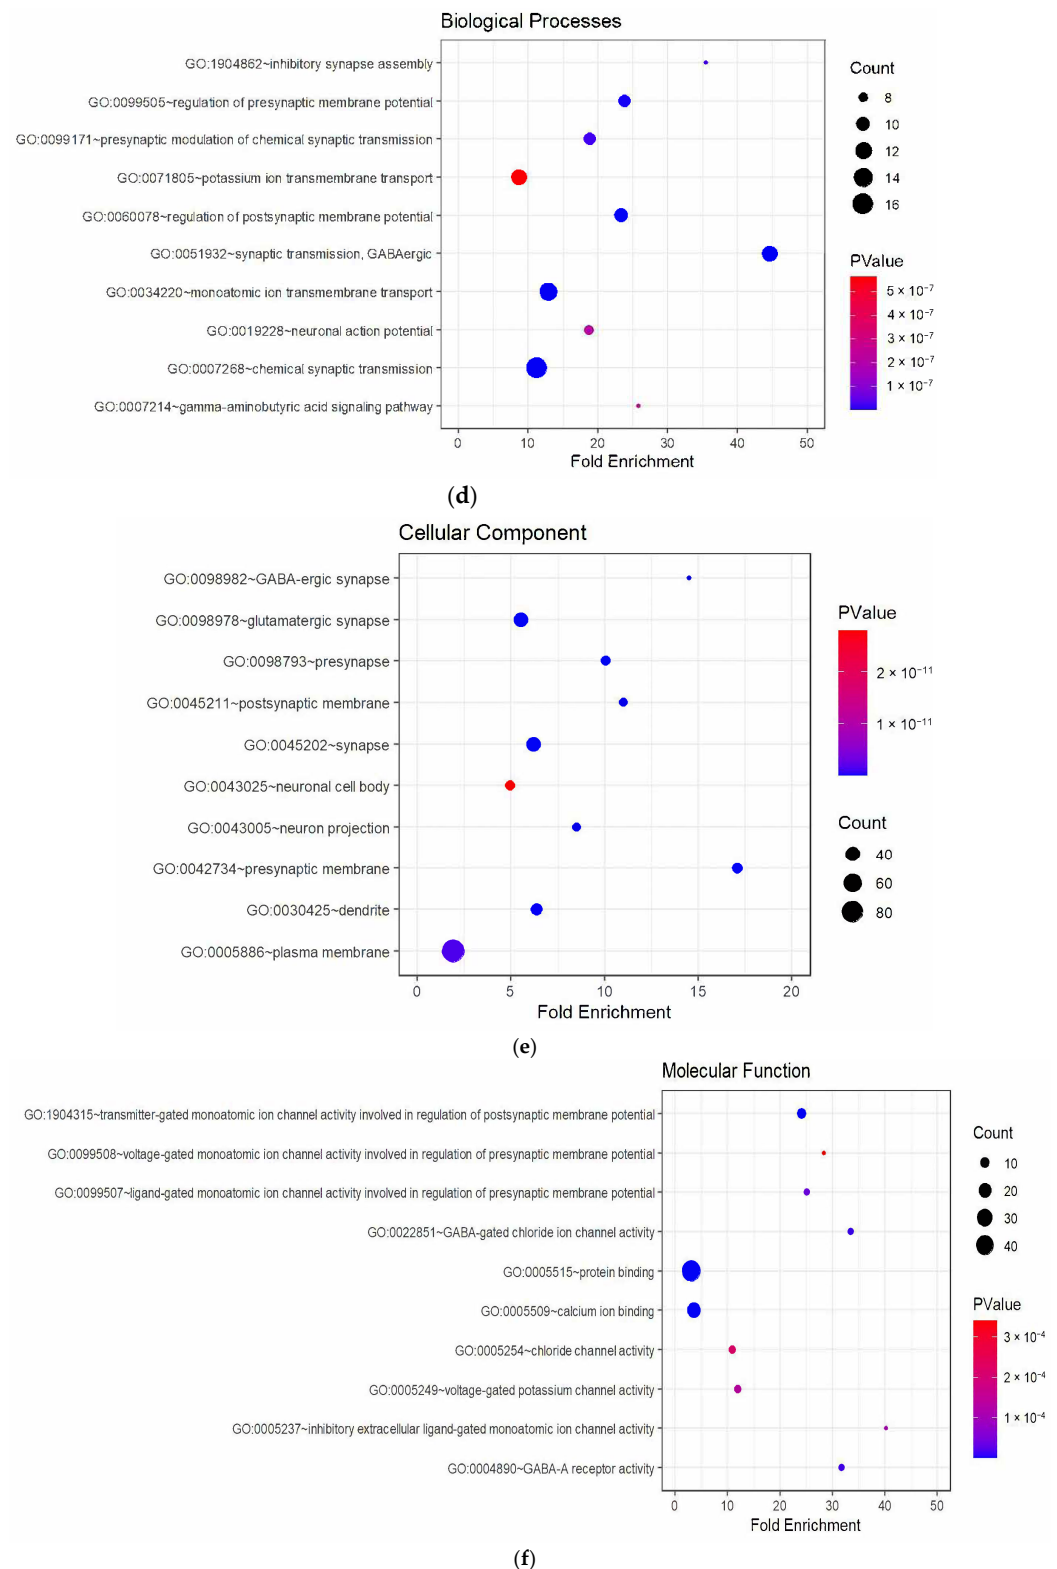 Biological Processes
GO:1904862~inhibitory synapse assembly
GO:0099505~regulation of presynaptic membrane potential
GO:0099171~presynaptic modulation of chemical synaptic transmission
GO:0071805~potassium ion transmembrane transport
GO:0060078~regulation of postsynaptic membrane potential
GO:0051932~synaptic transmission, GABAergic
GO:0034220~monoatomic ion transmembrane transport
GO:0019228~neuronal action potential
GO:0007268~chemical synaptic transmission
GO:0007214~gamma-aminobutyric acid signaling pathway
0 10 20 30 40 50
Fold Enrichment
Count
8
10
12
14
16
PValue
5 × 10⁻⁷
4 × 10⁻⁷
3 × 10⁻⁷
2 × 10⁻⁷
1 × 10⁻⁷
(d)
Cellular Component
GO:0098982~GABA-ergic synapse
GO:0098978~glutamatergic synapse
GO:0098793~presynapse
GO:0045211~postsynaptic membrane
GO:0045202~synapse
GO:0043025~neuronal cell body
GO:0043005~neuron projection
GO:0042734~presynaptic membrane
GO:0030425~dendrite
GO:0005886~plasma membrane
0 5 10 15 20
Fold Enrichment
PValue
2 × 10⁻¹¹
1 × 10⁻¹¹
Count
40
60
80
(e)
Molecular Function
GO:1904315~transmitter-gated monoatomic ion channel activity involved in regulation of postsynaptic membrane potential
GO:0099508~voltage-gated monoatomic ion channel activity involved in regulation of presynaptic membrane potential
GO:0099507~ligand-gated monoatomic ion channel activity involved in regulation of presynaptic membrane potential
GO:0022851~GABA-gated chloride ion channel activity
GO:0005515~protein binding
GO:0005509~calcium ion binding
GO:0005254~chloride channel activity
GO:0005249~voltage-gated potassium channel activity
GO:0005237~inhibitory extracellular ligand-gated monoatomic ion channel activity
GO:0004890~GABA-A receptor activity
0 10 20 30 40 50
Fold Enrichment
Count
10
20
30
40
PValue
3 × 10⁻⁴
2 × 10⁻⁴
1 × 10⁻⁴
(f)